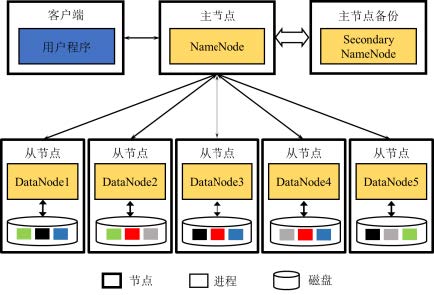 客户端
主节点
主节点备份
用户程序
NameNode
Secondary
NameNode
从节点
从节点
从节点
从节点
从节点
DataNode1
DataNode2
DataNode3
DataNode4
DataNode5
节点
进程
磁盘